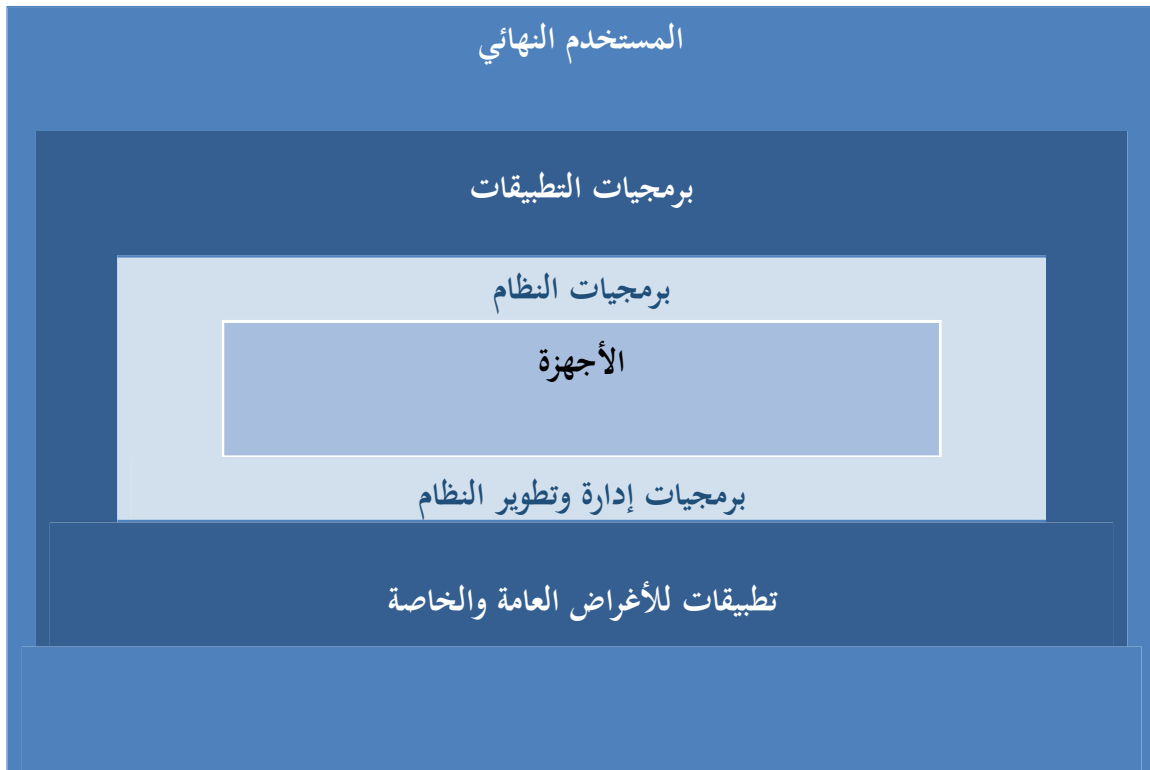 المستخدم النهائي
برمجيات التطبيقات
برمجيات النظام
الأجهزة
برمجيات إدارة وتطوير النظام
تطبيقات للأغراض العامة والخاصة